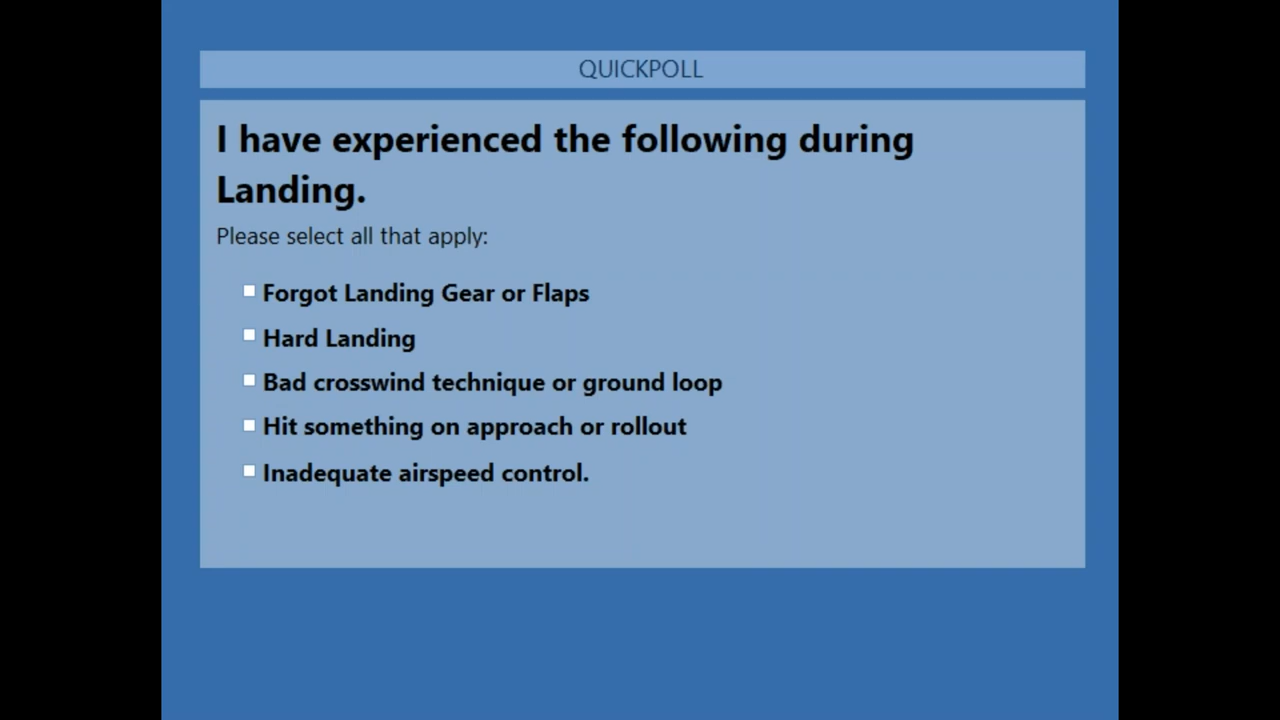 QUICKPOLL
I have experienced the following during
Landing.
Please select all that apply:
Forgot Landing Gear or Flaps
Hard Landing
Bad crosswind technique or ground loop
Hit something on approach or rollout
Inadequate airspeed control.